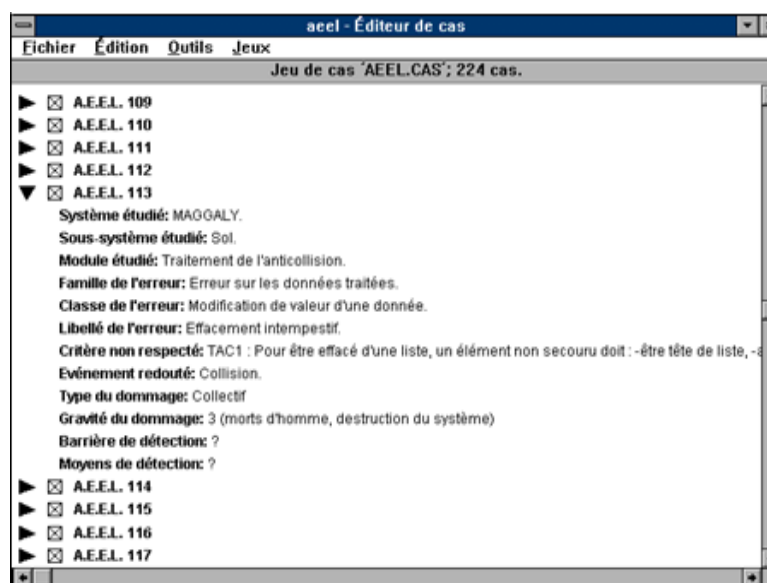 aeel - Éditeur de cas
Fichier Édition Outils Jeux
Jeu de cas 'AEEL.CAS'; 224 cas.
A.E.E.L. 109
A.E.E.L. 110
A.E.E.L. 111
A.E.E.L. 112
A.E.E.L. 113
Système étudié: MAGGALY.
Sous-système étudié: Sol.
Module étudié: Traitement de l'anticollision.
Famille de l'erreur: Erreur sur les données traitées.
Classe de l'erreur: Modification de valeur d'une donnée.
Libellé de l'erreur: Effacement intempestif.
Critère non respecté: TAC1 : Pour être effacé d'une liste, un élément non secouru doit : -être tête de liste, -a
Evénement redouté: Collision.
Type du dommage: Collectif
Gravité du dommage: 3 (morts d'homme, destruction du système)
Barrière de détection: ?
Moyens de détection: ?
A.E.E.L. 114
A.E.E.L. 115
A.E.E.L. 116
A.E.E.L. 117